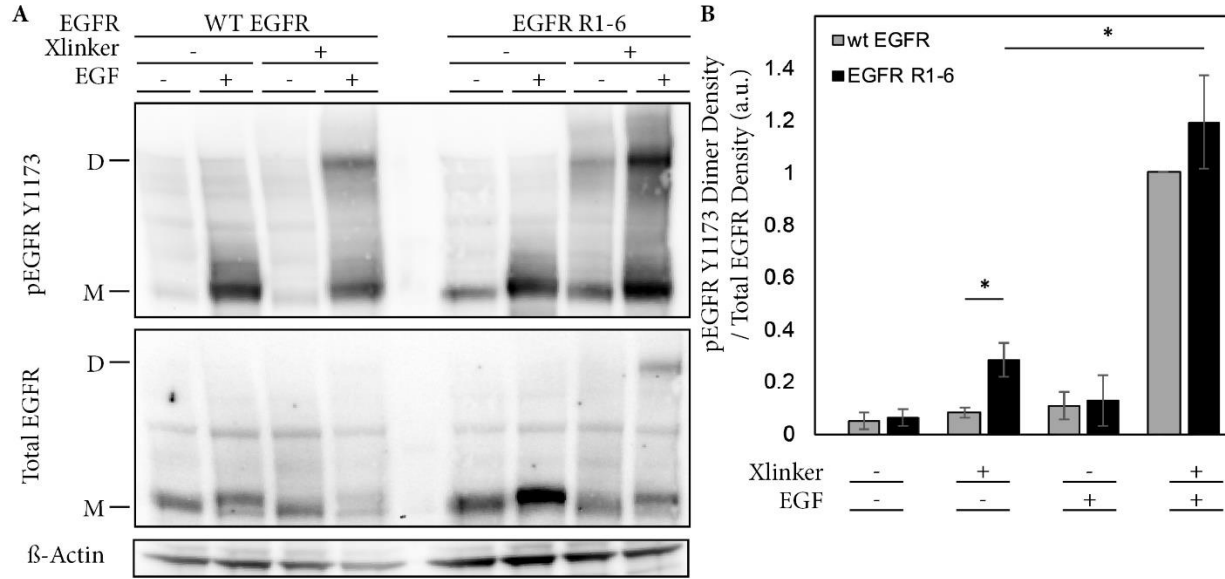 A
EGFR WT EGFR EGFR R1-6
Xlinker - + - +
EGF - + - + - + - +
pEGFR Y1173
D
M
Total EGFR
D
M
ß-Actin
B
wt EGFR
EGFR R1-6
pEGFR Y1173 Dimer Density
/ Total EGFR Density (a.u.)
1.4
1.2
1
0.8
0.6
0.4
0.2
0
*
*
Xlinker - + - +
EGF - - + +